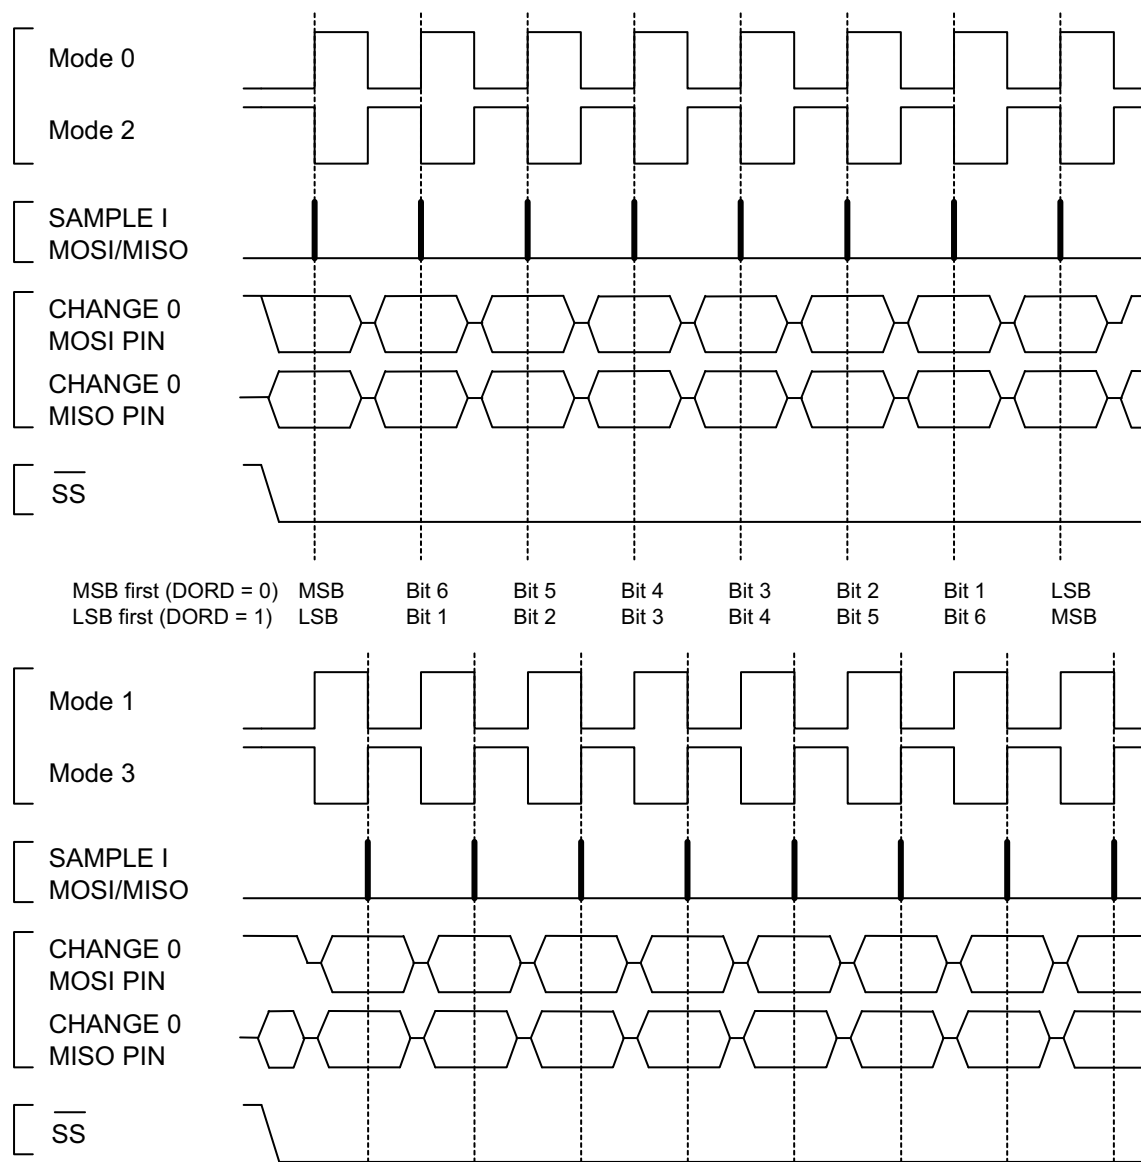 Mode 0
Mode 2
SAMPLE I
MOSI/MISO
CHANGE 0
MOSI PIN
CHANGE 0
MISO PIN
SS
MSB first (DORD = 0) MSB Bit 6 Bit 5 Bit 4 Bit 3 Bit 2 Bit 1 LSB
LSB first (DORD = 1) LSB Bit 1 Bit 2 Bit 3 Bit 4 Bit 5 Bit 6 MSB
Mode 1
Mode 3
SAMPLE I
MOSI/MISO
CHANGE 0
MOSI PIN
CHANGE 0
MISO PIN
SS